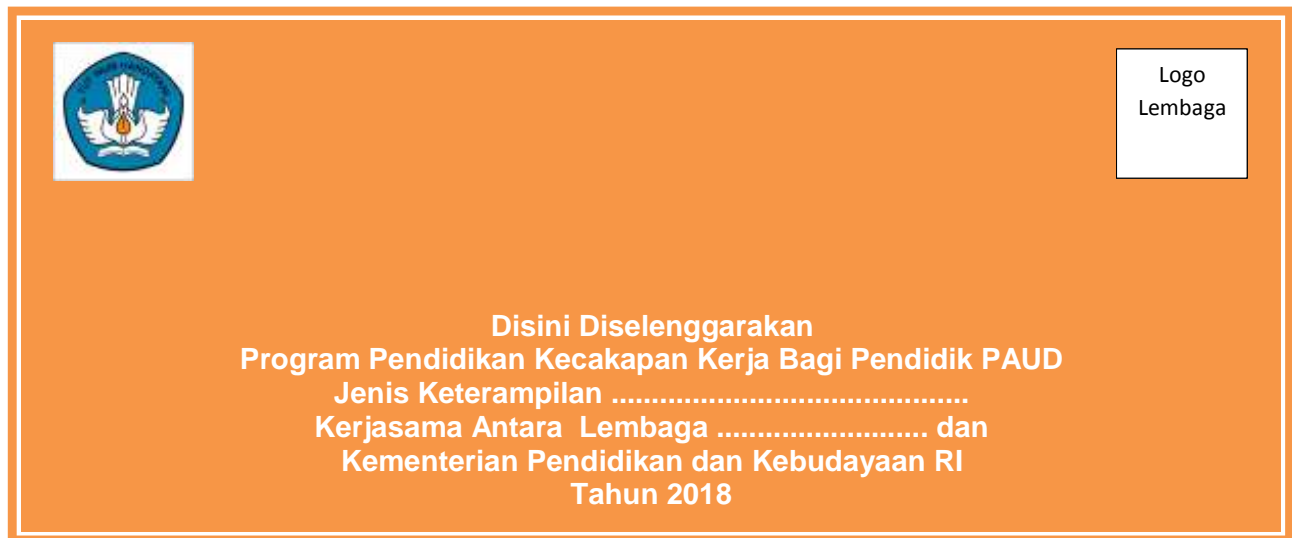 Logo
Lembaga
Disini Diselenggarakan
Program Pendidikan Kecakapan Kerja Bagi Pendidik PAUD
Jenis Keterampilan ............................................
Kerjasama Antara Lembaga .......................... dan
Kementerian Pendidikan dan Kebudayaan RI
Tahun 2018